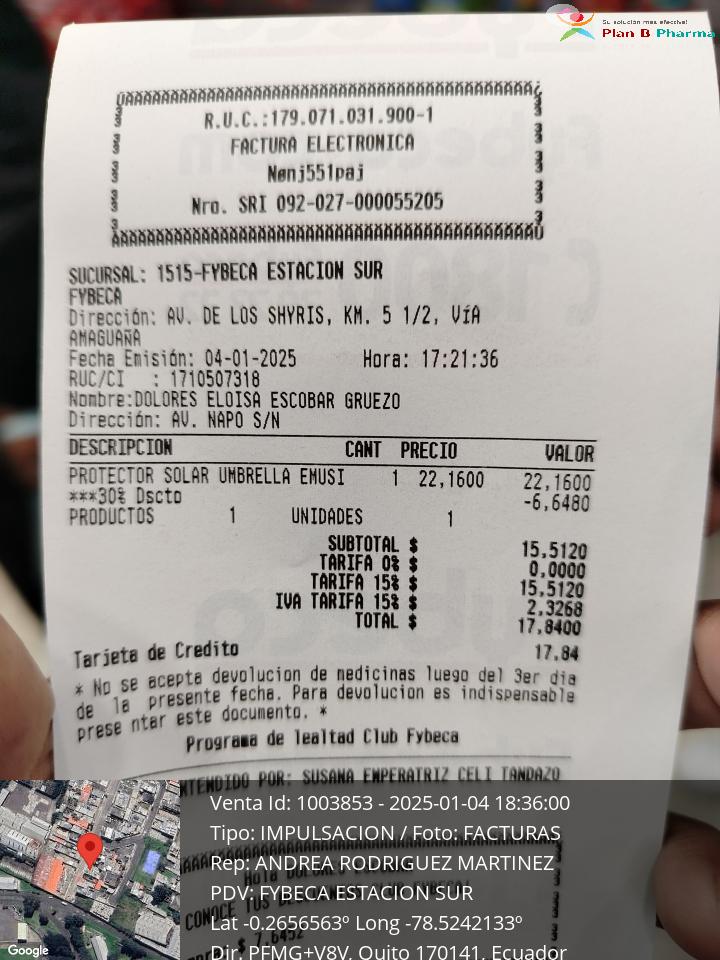 Su solución mas efectiva!
Plan B Pharma
R.U.C.:179.071.031.900-1
FACTURA ELECTRONICA
Nønj551paj
Nro. SRI 092-027-000055205
SUCURSAL: 1515-FYBECA ESTACION SUR
FYBECA
Dirección: AV. DE LOS SHYRIS, KM. 5 1/2, VíA
AMAGUAÑA
Fecha Emisión: 04-01-2025 Hora: 17:21:36
RUC/CI : 1710507318
Nombre:DOLORES ELOISA ESCOBAR GRUEZO
Dirección: AV. NAPO S/N
DESCRIPCION CANT PRECIO VALOR
PROTECTOR SOLAR UMBRELLA EMUSI 1 22,1600 22,1600
***30% Dscto -6,6480
PRODUCTOS 1 UNIDADES 1
SUBTOTAL $ 15,5120
TARIFA 0% $ 0,0000
TARIFA 15% $ 15,5120
IVA TARIFA 15% $ 2,3268
TOTAL $ 17,8400
Tarjeta de Credito 17.84
* No se acepta devolucion de medicinas luego del 3er dia
de la presente fecha. Para devolucion es indispensable
prese ntar este documento. *
Programa de lealtad Club Fybeca
ATENDIDO POR: SUSANA EMPERATRIZ CELI TANDAZO
Venta Id: 1003853 - 2025-01-04 18:36:00
Tipo: IMPULSACION / Foto: FACTURAS
Rep: ANDREA RODRIGUEZ MARTINEZ
PDV: FYBECA ESTACION SUR
Lat -0.2656563º Long -78.5242133º
Dir. PFMG+V8V, Quito 170141, Ecuador
CONOCE TUS
$ 7,6452
Google